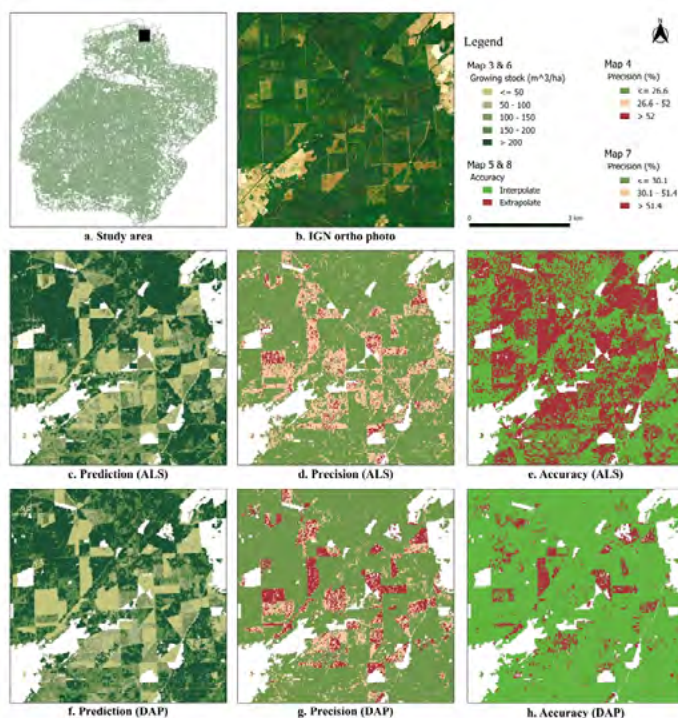 Legend
Map 3 & 6
Growing stock (m^3/ha)
<= 50
50 - 100
100 - 150
150 - 200
> 200
Map 5 & 8
Accuracy
Interpolate
Extrapolate
Map 4
Precision (%)
<= 26.6
26.6 - 52
> 52
Map 7
Precision (%)
<= 30.1
30.1 - 51.4
> 51.4
0 3 km
a. Study area
b. IGN ortho photo
c. Prediction (ALS)
d. Precision (ALS)
e. Accuracy (ALS)
f. Prediction (DAP)
g. Precision (DAP)
h. Accuracy (DAP)